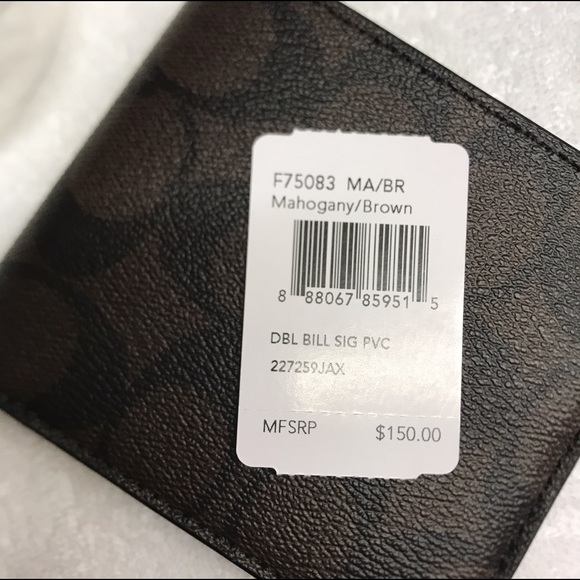 F75083 MA/BR
Mahogany/Brown
8 88067 85951 5
DBL BILL SIG PVC
227259JAX
MFSRP $150.00